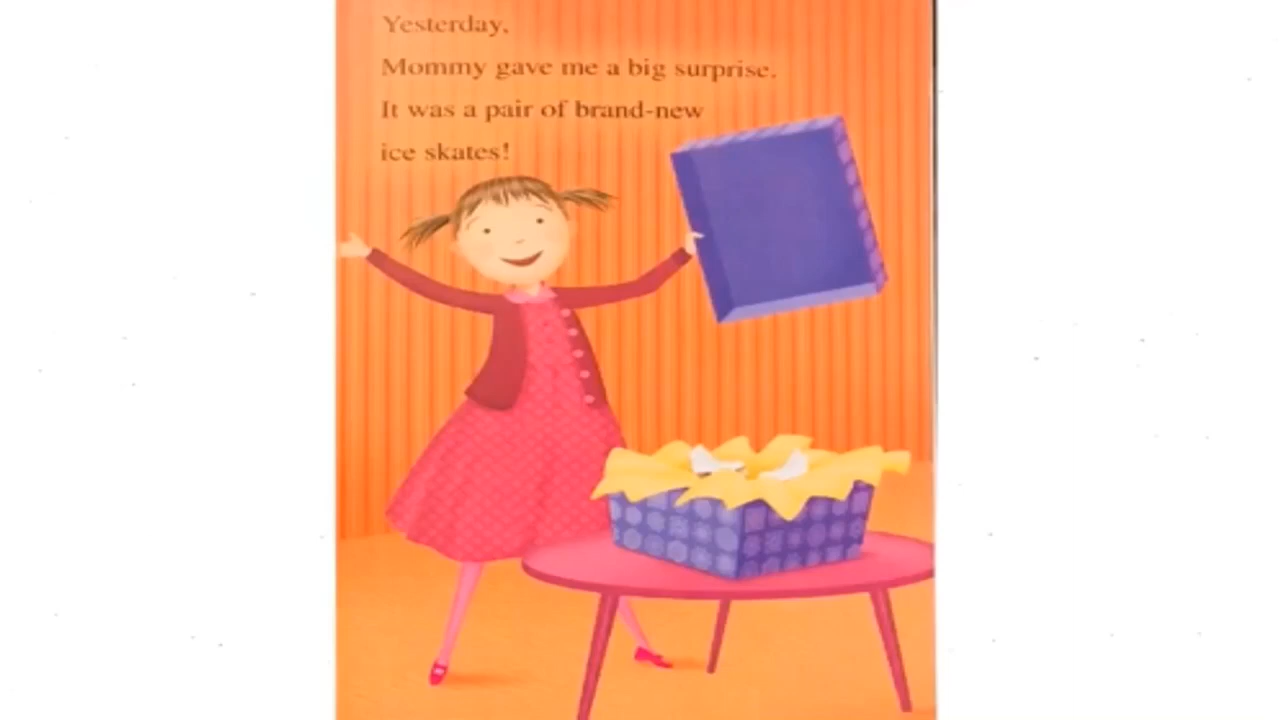 Yesterday,
Mommy gave me a big surprise.
It was a pair of brand-new
ice skates!